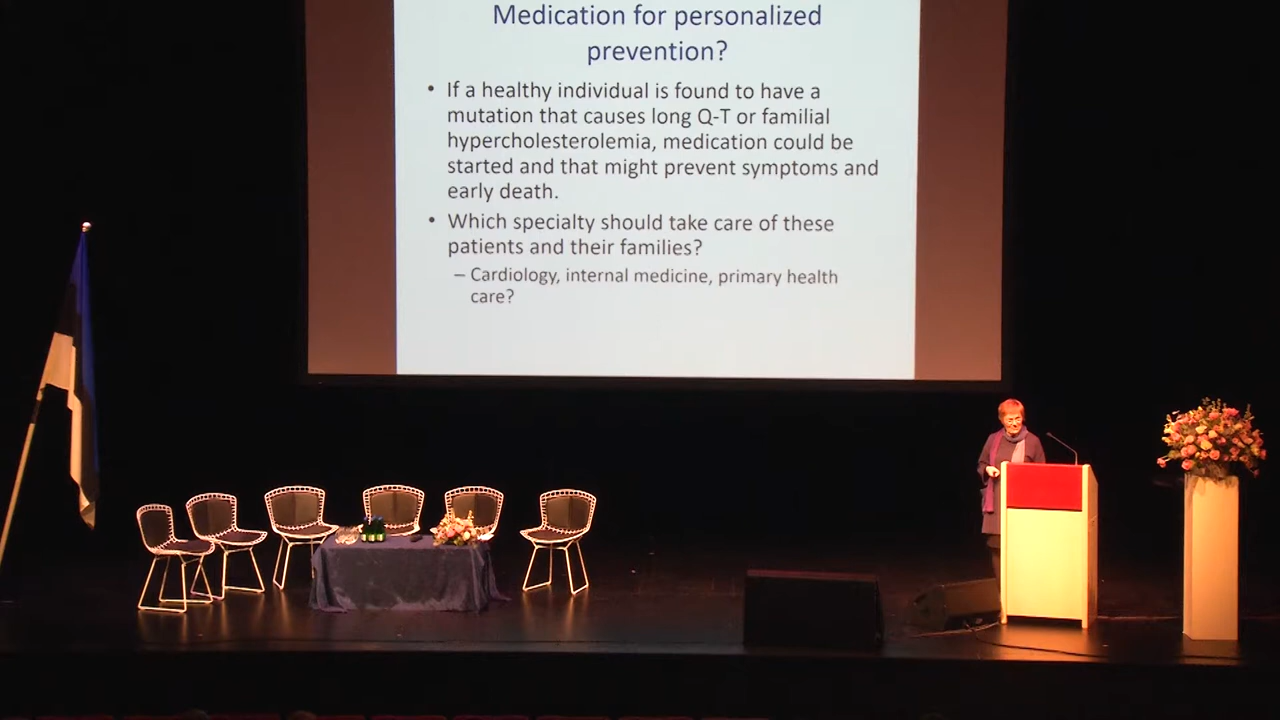 Medication for personalized
prevention?
• If a healthy individual is found to have a
mutation that causes long Q-T or familial
hypercholesterolemia, medication could be
started and that might prevent symptoms and
early death.
• Which specialty should take care of these
patients and their families?
– Cardiology, internal medicine, primary health
care?